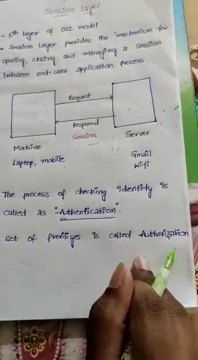 Session Layer
- 5th layer of OSI model
- Session Layer provides the mechanism for
opening, closing and managing a session
between end-user application process
Request
Respond
Session
Machine
Server
Laptop, mobile
Gmail
Wifi
The process of checking identity is
called as "Authentication".
set of previliges is called Authorization